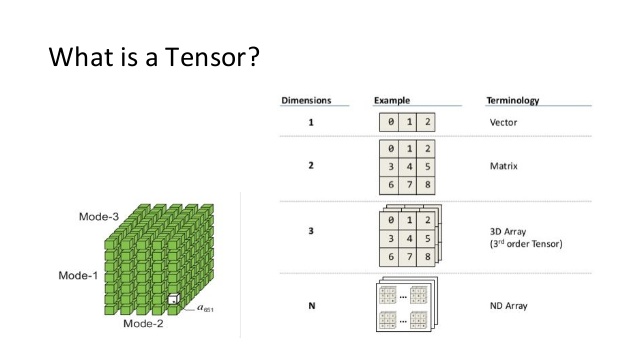 What is a Tensor?
Dimensions Example Terminology
1 0 1 2 Vector
0 1 2
2 3 4 5 Matrix
6 7 8
0 1 2
3 3 4 5 3D Array
(3rd order Tensor)
6 7 8
N ... ND Array
...
Mode-3
Mode-1
a651
Mode-2